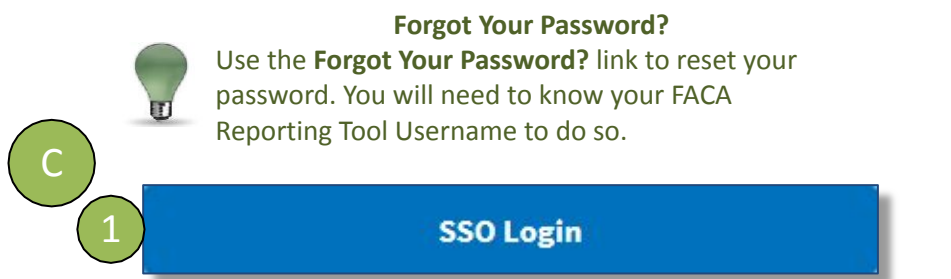 Forgot Your Password?
Use the Forgot Your Password? link to reset your
password. You will need to know your FACA
Reporting Tool Username to do so.
C
1
SSO Login